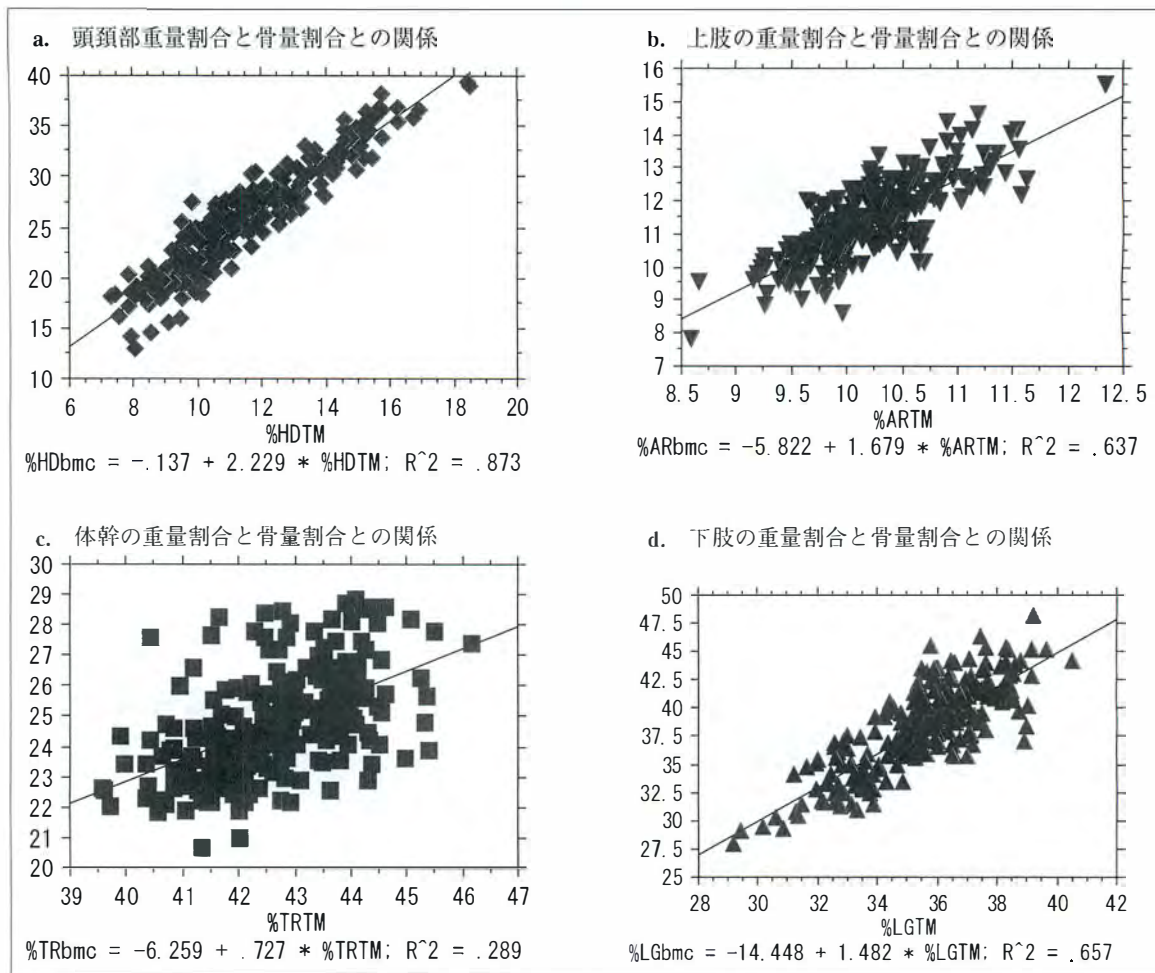 a. 頭頚部重量割合と骨量割合との関係
40
35
30
25
20
15
10
6 8 10 12 14 16 18 20
%HDTM
%HDbmc = -.137 + 2.229 * %HDTM; R^2 = .873
b. 上肢の重量割合と骨量割合との関係
16
15
14
13
12
11
10
9
8
7
8.5 9 9.5 10 10.5 11 11.5 12 12.5
%ARTM
%ARbmc = -5.822 + 1.679 * %ARTM; R^2 = .637
c. 体幹の重量割合と骨量割合との関係
30
29
28
27
26
25
24
23
22
21
20
39 40 41 42 43 44 45 46 47
%TRTM
%TRbmc = -6.259 + .727 * %TRTM; R^2 = .289
d. 下肢の重量割合と骨量割合との関係
50
47.5
45
42.5
40
37.5
35
32.5
30
27.5
25
28 30 32 34 36 38 40 42
%LGTM
%LGbmc = -14.448 + 1.482 * %LGTM; R^2 = .657